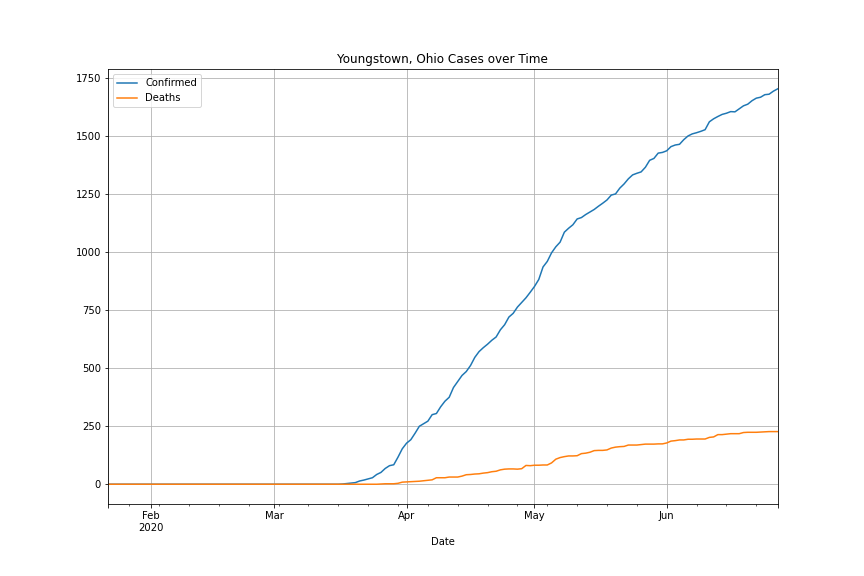 Youngstown, Ohio Cases over Time
Confirmed
Deaths
1750
1500
1250
1000
750
500
250
0
Feb
2020
Mar
Apr
May
Jun
Date